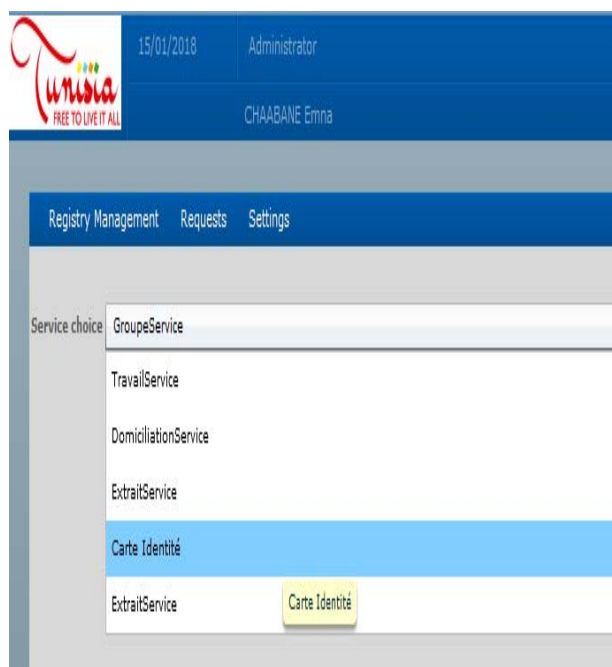 Tunisia
FREE TO LIVE IT ALL
15/01/2018 Administrator
CHAABANE Emna
Registry Management Requests Settings
Service choice GroupeService
TravailService
DomiciliationService
ExtraitService
Carte Identité
ExtraitService
Carte Identité